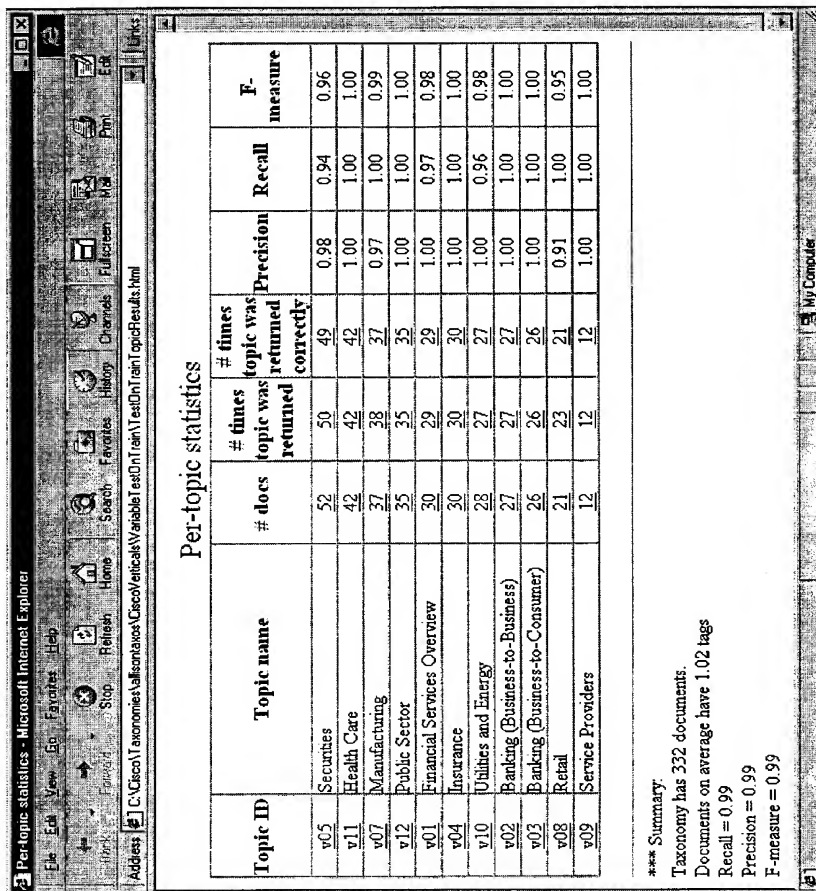 Per-topic statistics - Microsoft Internet Explorer
File Edit View Go Favorites Help
Forward Stop Refresh Home Search Favorites History Channels Fullscreen Mail Print Edit
Address C:\Cisco\Taxonomies\allisontaxos\CiscoVerticals\VariableTestOnTrain\TestOnTrainTopicResults.html Links
Per-topic statistics
Topic ID Topic name # docs # times topic was returned # times topic was returned correctly Precision Recall F-measure
v05 Securities 52 50 49 0.98 0.94 0.96
v11 Health Care 42 42 42 1.00 1.00 1.00
v07 Manufacturing 37 38 37 0.97 1.00 0.99
v12 Public Sector 35 35 35 1.00 1.00 1.00
v01 Financial Services Overview 30 29 29 1.00 0.97 0.98
v04 Insurance 30 30 30 1.00 1.00 1.00
v10 Utilities and Energy 28 27 27 1.00 0.96 0.98
v02 Banking (Business-to-Business) 27 27 27 1.00 1.00 1.00
v03 Banking (Business-to-Consumer) 26 26 26 1.00 1.00 1.00
v08 Retail 21 23 21 0.91 1.00 0.95
v09 Service Providers 12 12 12 1.00 1.00 1.00
*** Summary:
Taxonomy has 332 documents.
Documents on average have 1.02 tags
Recall = 0.99
Precision = 0.99
F-measure = 0.99
My Computer